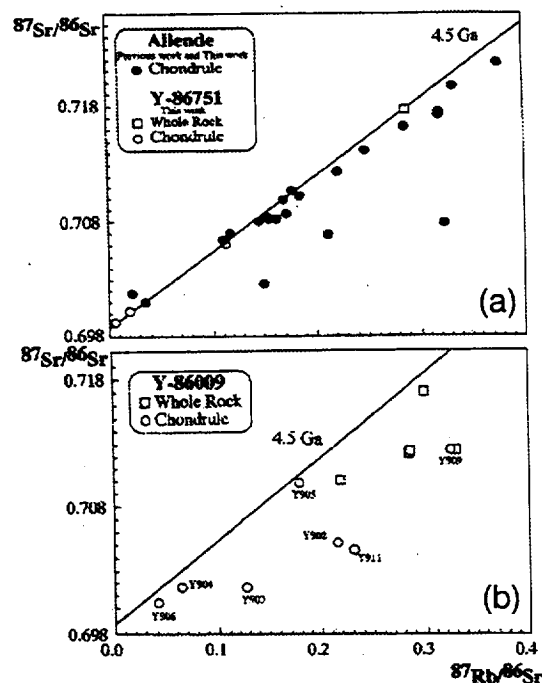 87Sr/86Sr
Allende
Previous work and This work
● Chondrule
Y-86751
This work
□ Whole Rock
○ Chondrule
4.5 Ga
0.718
0.708
0.698
(a)
87Sr/86Sr
Y-86009
□ Whole Rock
○ Chondrule
4.5 Ga
0.718
0.708
0.698
Y909
Y905
Y908
Y911
Y904
Y906
(b)
0.0 0.1 0.2 0.3 0.4
87Rb/86Sr